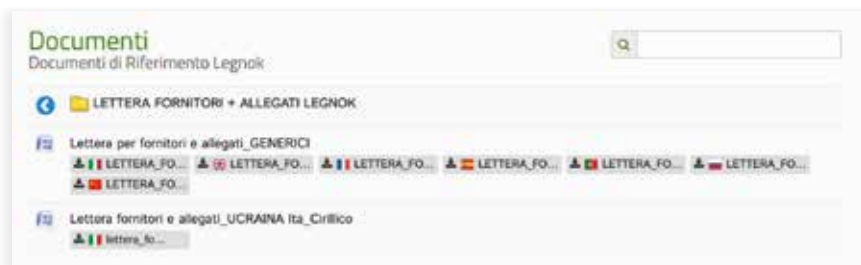 Documenti
Documenti di Riferimento Legnok
LETTERA FORNITORI + ALLEGATI LEGNOK
Lettera per fornitori e allegati_GENERICI
LETTERA_FO... LETTERA_FO... LETTERA_FO... LETTERA_FO... LETTERA_FO... LETTERA_FO...
LETTERA_FO...
Lettera fornitori e allegati_UCRAINA Ita_Cirillico
lettera_fo...